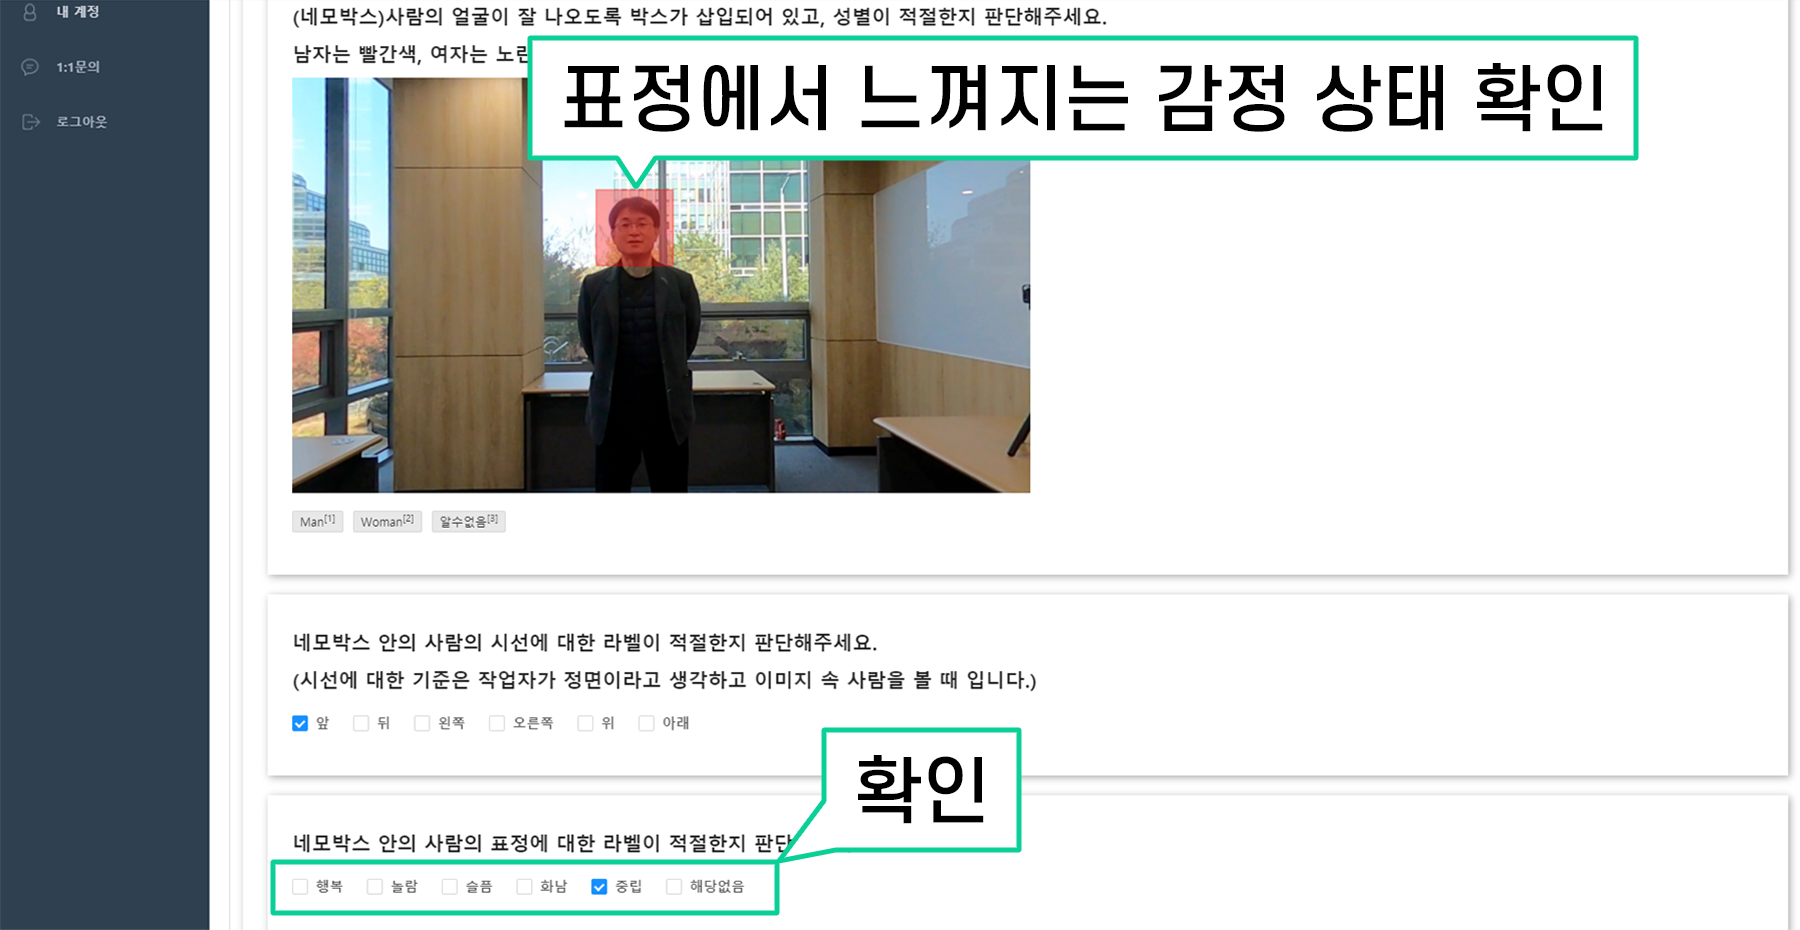 내 계정
1:1문의
로그아웃
(네모박스)사람의 얼굴이 잘 나오도록 박스가 삽입되어 있고, 성별이 적절한지 판단해주세요.
남자는 빨간색, 여자는 노란
표정에서 느껴지는 감정 상태 확인
Man[1] Woman[2] 알수없음[3]
네모박스 안의 사람의 시선에 대한 라벨이 적절한지 판단해주세요.
(시선에 대한 기준은 작업자가 정면이라고 생각하고 이미지 속 사람을 볼 때 입니다.)
앞 뒤 왼쪽 오른쪽 위 아래
확인
네모박스 안의 사람의 표정에 대한 라벨이 적절한지 판단
행복 놀람 슬픔 화남 중립 해당없음